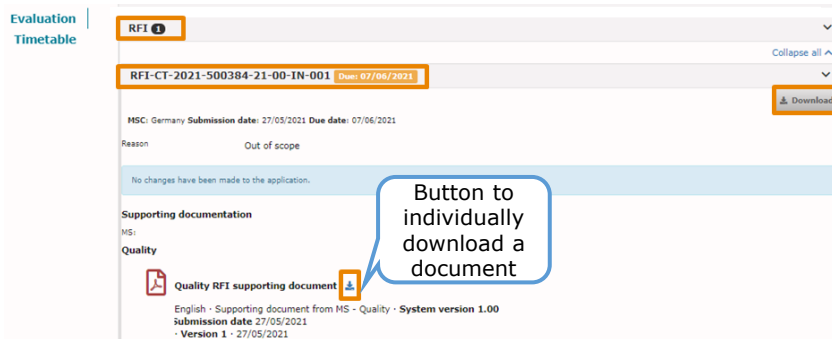 Evaluation
Timetable
RFI 1
Collapse all
RFI-CT-2021-500384-21-00-IN-001 Due: 07/06/2021
Download
MSC: Germany Submission date: 27/05/2021 Due date: 07/06/2021
Reason Out of scope
No changes have been made to the application.
Button to
individually
download a
document
Supporting documentation
MS:
Quality
Quality RFI supporting document
English · Supporting document from MS - Quality · System version 1.00
Submission date 27/05/2021
· Version 1 · 27/05/2021